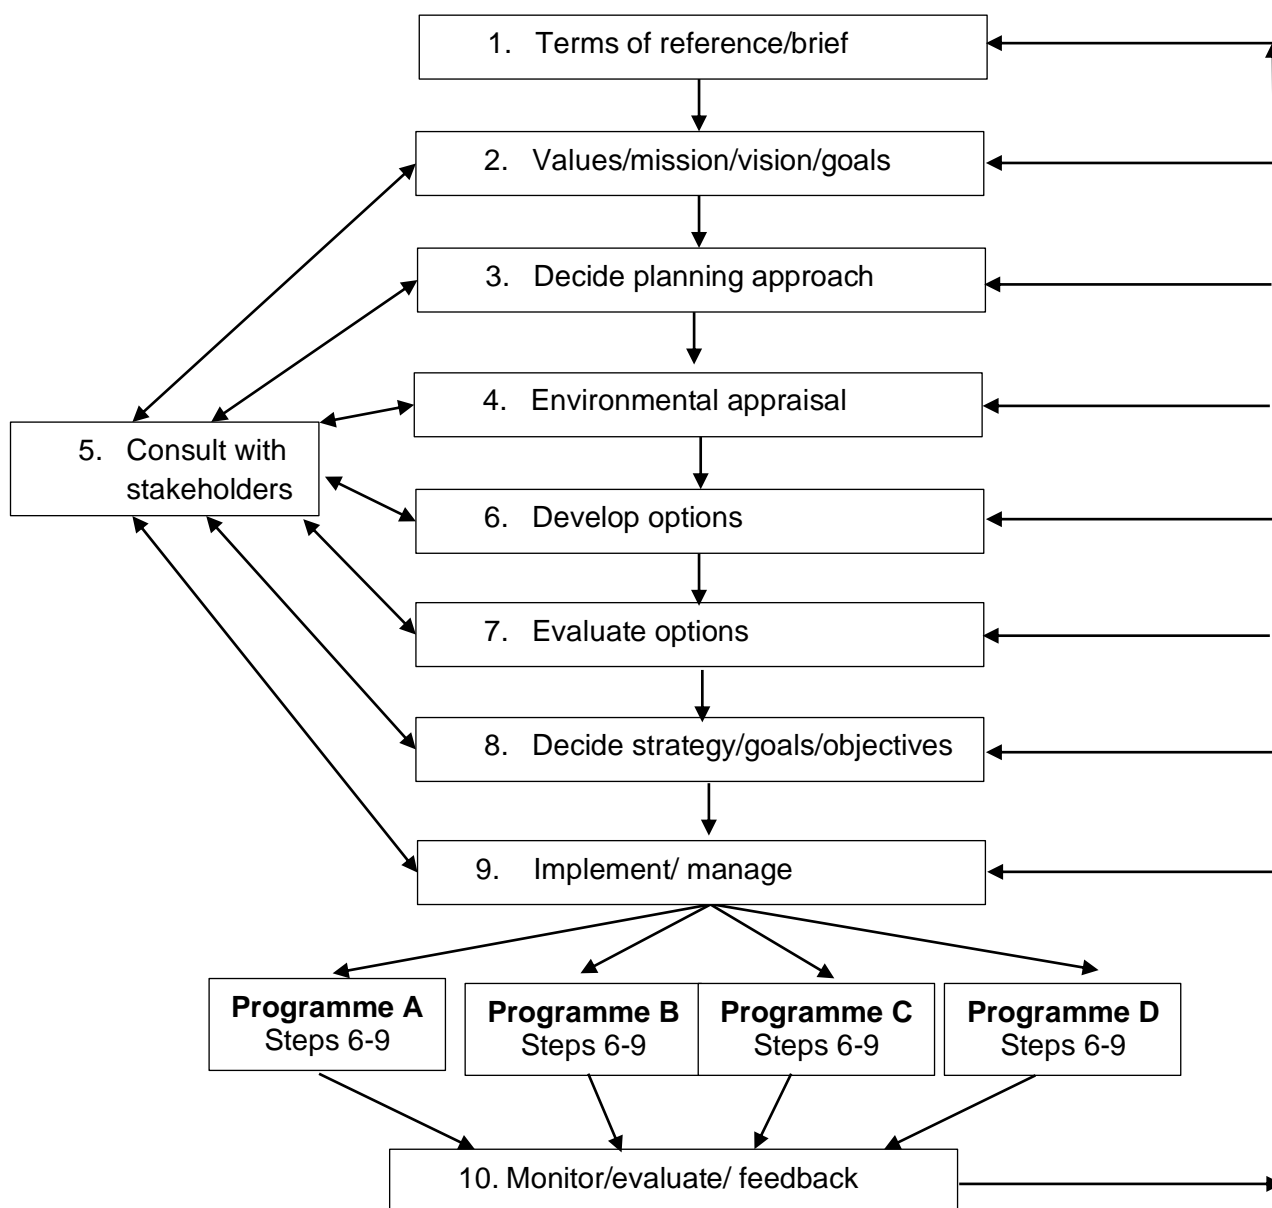 1. Terms of reference/brief
2. Values/mission/vision/goals
3. Decide planning approach
4. Environmental appraisal
5. Consult with
stakeholders
6. Develop options
7. Evaluate options
8. Decide strategy/goals/objectives
9. Implement/ manage
Programme A
Steps 6-9
Programme B
Steps 6-9
Programme C
Steps 6-9
Programme D
Steps 6-9
10. Monitor/evaluate/ feedback